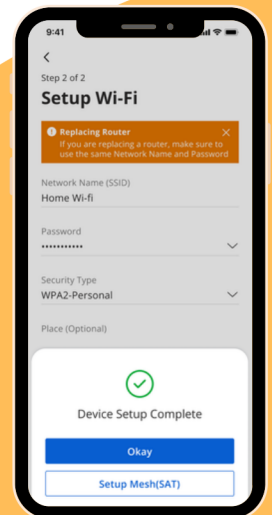 9:41
Step 2 of 2
Setup Wi-Fi
Replacing Router
If you are replacing a router, make sure to
use the same Network Name and Password
Network Name (SSID)
Home Wi-fi
Password
•••••••••••
Security Type
WPA2-Personal
Place (Optional)
Device Setup Complete
Okay
Setup Mesh(SAT)